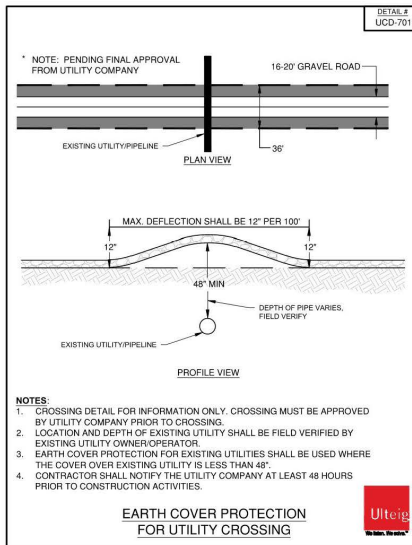 DETAIL #
UCD-701
* NOTE: PENDING FINAL APPROVAL
FROM UTILITY COMPANY
16-20' GRAVEL ROAD
EXISTING UTILITY/PIPELINE
36'
PLAN VIEW
MAX. DEFLECTION SHALL BE 12" PER 100'
12"
12"
48" MIN
DEPTH OF PIPE VARIES,
FIELD VERIFY
EXISTING UTILITY/PIPELINE
PROFILE VIEW
NOTES:
1. CROSSING DETAIL FOR INFORMATION ONLY. CROSSING MUST BE APPROVED
BY UTILITY COMPANY PRIOR TO CROSSING.
2. LOCATION AND DEPTH OF EXISTING UTILITY SHALL BE FIELD VERIFIED BY
EXISTING UTILITY OWNER/OPERATOR.
3. EARTH COVER PROTECTION FOR EXISTING UTILITIES SHALL BE USED WHERE
THE COVER OVER EXISTING UTILITY IS LESS THAN 48".
4. CONTRACTOR SHALL NOTIFY THE UTILITY COMPANY AT LEAST 48 HOURS
PRIOR TO CONSTRUCTION ACTIVITIES.
EARTH COVER PROTECTION
FOR UTILITY CROSSING
Ulteig
We listen. We solve.®